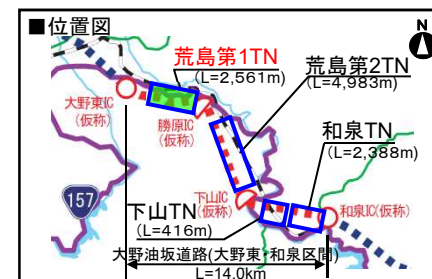 ■位置図
N
荒島第1TN
(L=2,561m)
荒島第2TN
(L=4,983m)
大野東IC
(仮称)
勝原IC
(仮称)
和泉TN
(L=2,388m)
157
下山IC
(仮称)
下山TN
(L=416m)
和泉IC(仮称)
大野油坂道路(大野東・和泉区間)
L=14.0km